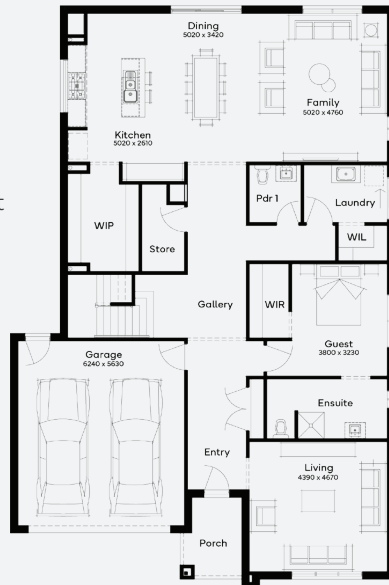 Dining
5020 x 3420
Family
5020 x 4760
Kitchen
5020 x 2610
Pdr 1
Laundry
WIP
Store
WIL
Gallery
WIR
Guest
3800 x 3230
Garage
6240 x 5630
Ensuite
Entry
Living
4390 x 4670
Porch